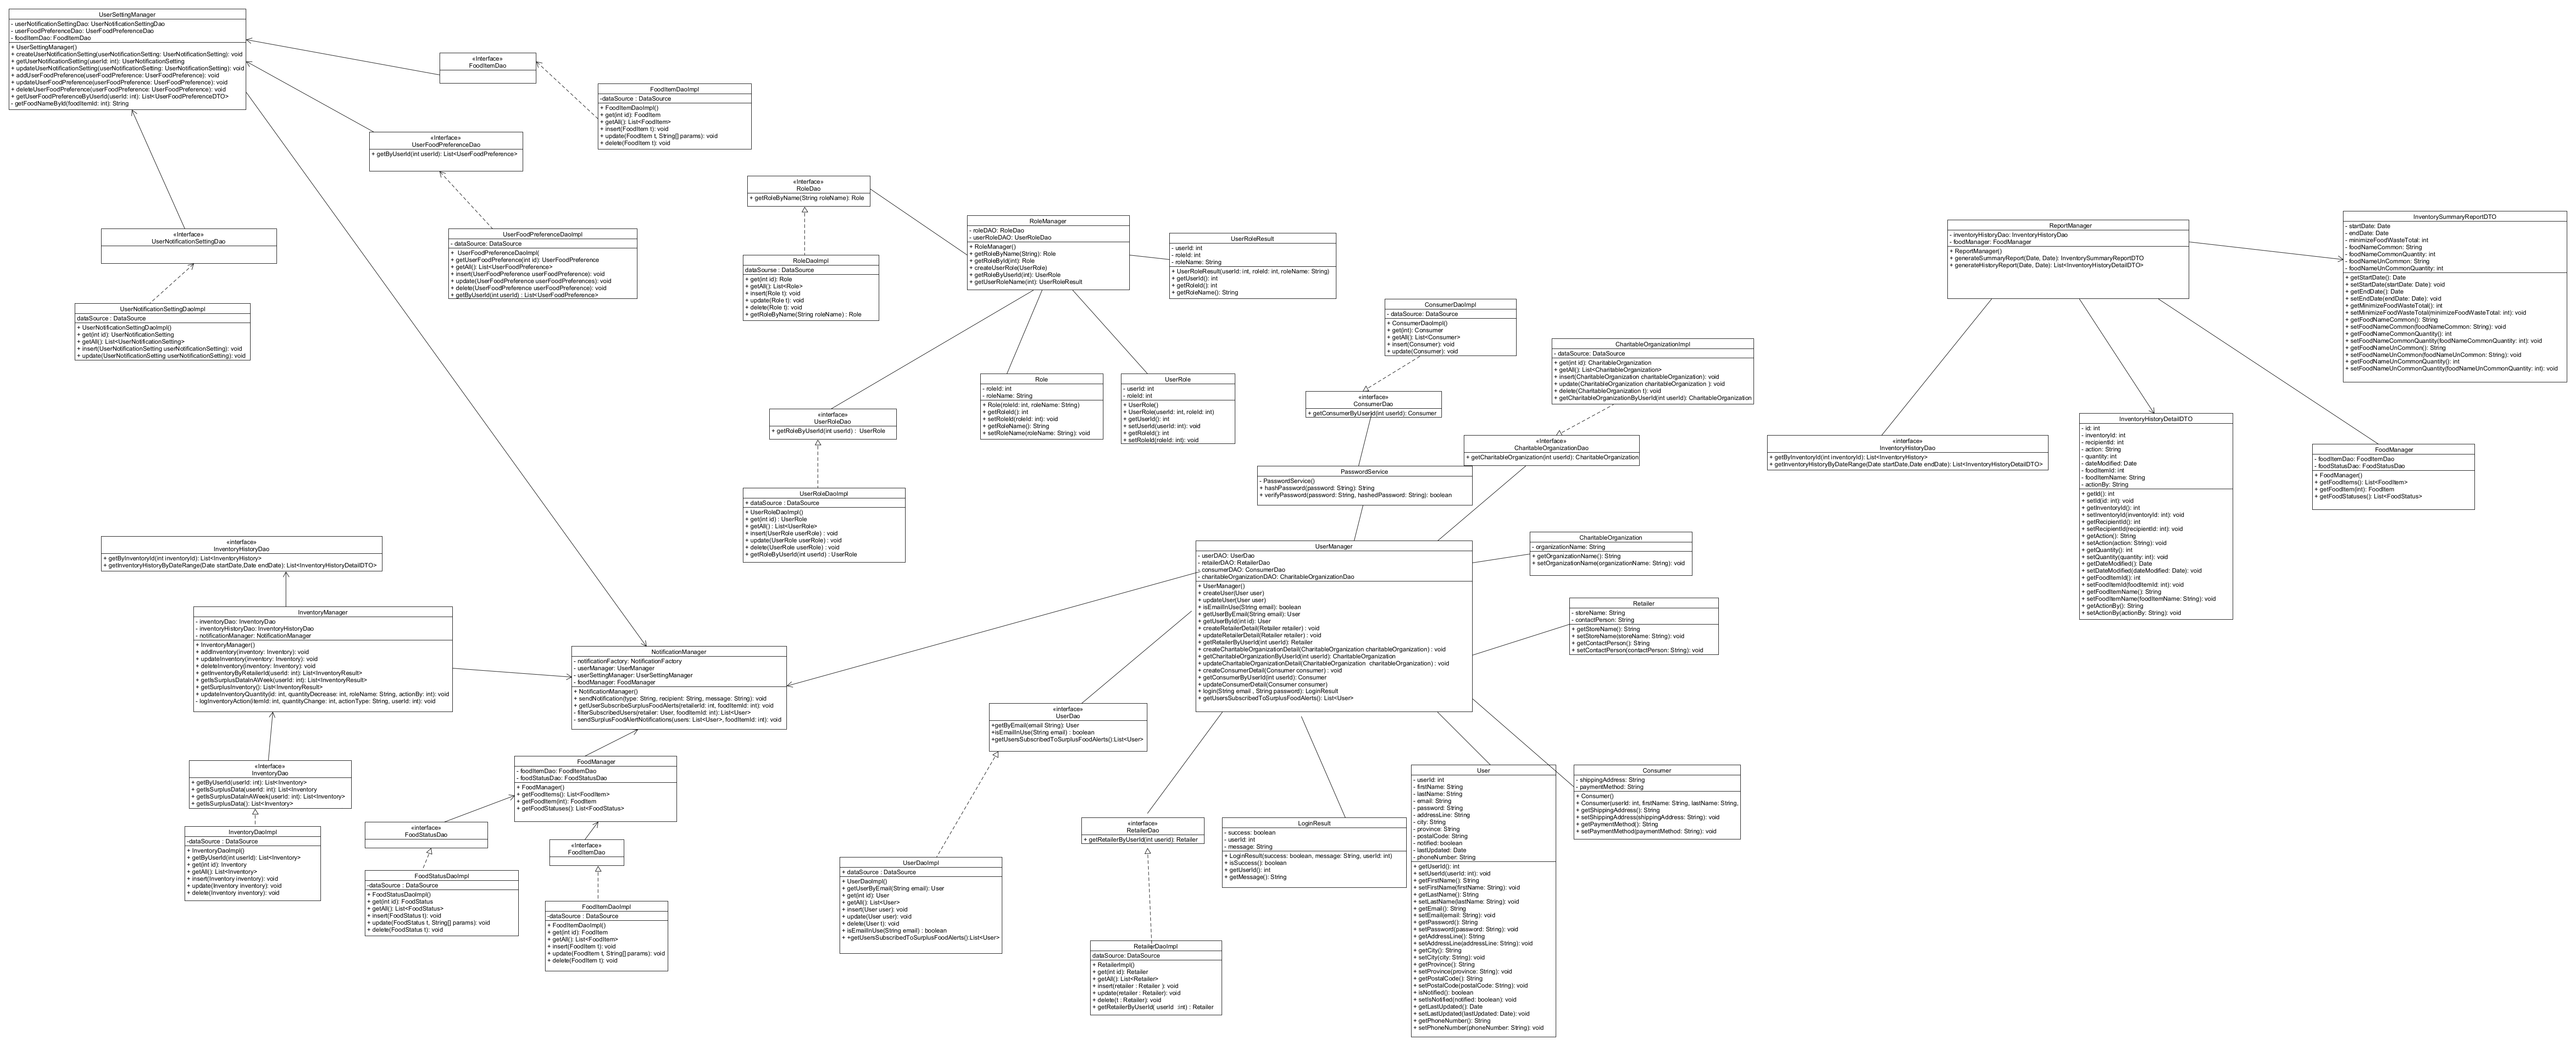 UserSettingManager
- userNotificationSettingDao: UserNotificationSettingDao
- userFoodPreferenceDao: UserFoodPreferenceDao
- foodItemDao: FoodItemDao
+ UserSettingManager()
+ createUserNotificationSetting(userNotificationSetting: UserNotificationSetting): void
+ getUserNotificationSetting(userId: int): UserNotificationSetting
+ updateUserNotificationSetting(userNotificationSetting: UserNotificationSetting): void
+ addUserFoodPreference(userFoodPreference: UserFoodPreference): void
+ updateUserFoodPreference(userFoodPreference: UserFoodPreference): void
+ deleteUserFoodPreference(userFoodPreference: UserFoodPreference): void
+ getUserFoodPreferenceByUserId(userId: int): List<UserFoodPreferenceDTO>
- getFoodNameById(foodItemId: int): String
«Interface»
FoodItemDao
FoodItemDaoImpl
-dataSource : DataSource
+ FoodItemDaoImpl()
+ get(int id): FoodItem
+ getAll(): List<FoodItem>
+ insert(FoodItem t): void
+ update(FoodItem t, String[] params): void
+ delete(FoodItem t): void
«Interface»
UserFoodPreferenceDao
+ getByUserId(int userId): List<UserFoodPreference>
UserFoodPreferenceDaoImpl
- dataSource: DataSource
+  UserFoodPreferenceDaoImpl(
+ getUserFoodPreference(int id): UserFoodPreference
+ getAll(): List<UserFoodPreference>
+ insert(UserFoodPreference userFoodPreference): void
+ update(UserFoodPreference userFoodPreferences): void
+ delete(UserFoodPreference userFoodPreference): void
+ getByUserId(int userId) : List<UserFoodPreference>
«Interface»
UserNotificationSettingDao
UserNotificationSettingDaoImpl
dataSource : DataSource
+ UserNotificationSettingDaoImpl()
+ get(int id): UserNotificationSetting
+ getAll(): List<UserNotificationSetting>
+ insert(UserNotificationSetting userNotificationSetting): void
+ update(UserNotificationSetting userNotificationSetting): void
«Interface»
RoleDao
+ getRoleByName(String roleName): Role
RoleDaoImpl
dataSourse : DataSource
+ get(int id): Role
+ getAll(): List<Role>
+ insert(Role t): void
+ update(Role t): void
+ delete(Role t): void
+ getRoleByName(String roleName) : Role
RoleManager
- roleDAO: RoleDao
- userRoleDAO: UserRoleDao
+ RoleManager()
+ getRoleByName(String): Role
+ getRoleById(int): Role
+ createUserRole(UserRole)
+ getRoleByUserId(int): UserRole
+ getUserRoleName(int): UserRoleResult
UserRoleResult
- userId: int
- roleId: int
- roleName: String
+ UserRoleResult(userId: int, roleId: int, roleName: String)
+ getUserId(): int
+ getRoleId(): int
+ getRoleName(): String
Role
- roleId: int
- roleName: String
+ Role(roleId: int, roleName: String)
+ getRoleId(): int
+ setRoleId(roleId: int): void
+ getRoleName(): String
+ setRoleName(roleName: String): void
UserRole
- userId: int
- roleId: int
+ UserRole()
+ UserRole(userId: int, roleId: int)
+ getUserId(): int
+ setUserId(userId: int): void
+ getRoleId(): int
+ setRoleId(roleId: int): void
«interface»
UserRoleDao
+ getRoleByUserId(int userId) :  UserRole
UserRoleDaoImpl
+ dataSource : DataSource
+ UserRoleDaoImpl()
+ get(int id) : UserRole
+ getAll() : List<UserRole>
+ insert(UserRole userRole) : void
+ update(UserRole userRole) : void
+ delete(UserRole userRole) : void
+ getRoleByUserId(int userId) : UserRole
ConsumerDaoImpl
- dataSource: DataSource
+ ConsumerDaoImpl()
+ get(int): Consumer
+ getAll(): List<Consumer>
+ insert(Consumer): void
+ update(Consumer): void
«interface»
ConsumerDao
+ getConsumerByUserId(int userId): Consumer
CharitableOrganizationImpl
- dataSource: DataSource
+ get(int id): CharitableOrganization
+ getAll(): List<CharitableOrganization>
+ insert(CharitableOrganization charitableOrganization): void
+ update(CharitableOrganization charitableOrganization ): void
+ delete(CharitableOrganization t): void
+ getCharitableOrganizationByUserId(int userId): CharitableOrganization
«Interface»
CharitableOrganizationDao
+ getCharitableOrganization(int userId): CharitableOrganization
PasswordService
- PasswordService()
+ hashPassword(password: String): String
+ verifyPassword(password: String, hashedPassword: String): boolean
UserManager
- userDAO: UserDao
- retailerDAO: RetailerDao
- consumerDAO: ConsumerDao
- charitableOrganizationDAO: CharitableOrganizationDao
+ UserManager()
+ createUser(User user)
+ updateUser(User user)
+ isEmailInUse(String email): boolean
+ getUserByEmail(String email): User
+ getUserById(int id): User
+ createRetailerDetail(Retailer retailer) : void
+ updateRetailerDetail(Retailer retailer) : void
+ getRetailerByUserId(int userId): Retailer
+ createCharitableOrganizationDetail(CharitableOrganization charitableOrganization) : void
+ getCharitableOrganizationByUserId(int userId): CharitableOrganization
+ updateCharitableOrganizationDetail(CharitableOrganization  charitableOrganization) : void
+ createConsumerDetail(Consumer consumer) : void
+ getConsumerByUserId(int userId): Consumer
+ updateConsumerDetail(Consumer consumer)
+ login(String email , String password): LoginResult
+ getUsersSubscribedToSurplusFoodAlerts(): List<User>
CharitableOrganization
- organizationName: String
+ getOrganizationName(): String
+ setOrganizationName(organizationName: String): void
Retailer
- storeName: String
- contactPerson: String
+ getStoreName(): String
+ setStoreName(storeName: String): void
+ getContactPerson(): String
+ setContactPerson(contactPerson: String): void
Consumer
- shippingAddress: String
- paymentMethod: String
+ Consumer()
+ Consumer(userId: int, firstName: String, lastName: String,
+ getShippingAddress(): String
+ setShippingAddress(shippingAddress: String): void
+ getPaymentMethod(): String
+ setPaymentMethod(paymentMethod: String): void
User
- userId: int
- firstName: String
- lastName: String
- email: String
- password: String
- addressLine: String
- city: String
- province: String
- postalCode: String
- notified: boolean
- lastUpdated: Date
- phoneNumber: String
+ getUserId(): int
+ setUserId(userId: int): void
+ getFirstName(): String
+ setFirstName(firstName: String): void
+ getLastName(): String
+ setLastName(lastName: String): void
+ getEmail(): String
+ setEmail(email: String): void
+ getPassword(): String
+ setPassword(password: String): void
+ getAddressLine(): String
+ setAddressLine(addressLine: String): void
+ getCity(): String
+ setCity(city: String): void
+ getProvince(): String
+ setProvince(province: String): void
+ getPostalCode(): String
+ setPostalCode(postalCode: String): void
+ isNotified(): boolean
+ setIsNotified(notified: boolean): void
+ getLastUpdated(): Date
+ setLastUpdated(lastUpdated: Date): void
+ getPhoneNumber(): String
+ setPhoneNumber(phoneNumber: String): void
«interface»
UserDao
+getByEmail(email String): User
+isEmailInUse(String email) : boolean
+getUsersSubscribedToSurplusFoodAlerts():List<User>
UserDaoImpl
+ dataSource : DataSource
+ UserDaoImpl()
+ getUserByEmail(String email): User
+ get(int id): User
+ getAll(): List<User>
+ insert(User user): void
+ update(User user): void
+ delete(User t): void
+ isEmailInUse(String email) : boolean
+ +getUsersSubscribedToSurplusFoodAlerts():List<User>
«interface»
RetailerDao
+ getRetailerByUserId(int userid): Retailer
RetailerDaoImpl
dataSource: DataSource
+ RetailerImpl()
+ get(int id): Retailer
+ getAll(): List<Retailer>
+ insert(retailer : Retailer ): void
+ update(retailer : Retailer): void
+ delete(t : Retailer): void
+ getRetailerByUserId( userId  :int) : Retailer
LoginResult
- success: boolean
- userId: int
- message: String
+ LoginResult(success: boolean, message: String, userId: int)
+ isSuccess(): boolean
+ getUserId(): int
+ getMessage(): String
«interface»
InventoryHistoryDao
+ getByInventoryId(int inventoryId): List<InventoryHistory>
+ getInventoryHistoryByDateRange(Date startDate,Date endDate): List<InventoryHistoryDetailDTO>
InventoryManager
- inventoryDao: InventoryDao
- inventoryHistoryDao: InventoryHistoryDao
- notificationManager: NotificationManager
+ InventoryManager()
+ addInventory(inventory: Inventory): void
+ updateInventory(inventory: Inventory): void
+ deleteInventory(inventory: Inventory): void
+ getInventoryByRetailerId(userId: int): List<InventoryResult>
+ getIsSurplusDataInAWeek(userId: int): List<InventoryResult>
+ getSurplusInventory(): List<InventoryResult>
+ updateInventoryQuantity(id: int, quantityDecrease: int, roleName: String, actionBy: int): void
- logInventoryAction(itemId: int, quantityChange: int, actionType: String, userId: int): void
«Interface»
InventoryDao
+ getByUserId(userId: int): List<Inventory>
+ getIsSurplusData(userId: int): List<Inventory
+ getIsSurplusDataInAWeek(userId: int): List<Inventory>
+ getIsSurplusData(): List<Inventory>
InventoryDaoImpl
-dataSource : DataSource
+ InventoryDaoImpl()
+ getByUserId(int userId): List<Inventory>
+ get(int id): Inventory
+ getAll(): List<Inventory>
+ insert(Inventory inventory): void
+ update(Inventory inventory): void
+ delete(Inventory inventory): void
NotificationManager
- notificationFactory: NotificationFactory
- userManager: UserManager
- userSettingManager: UserSettingManager
- foodManager: FoodManager
+ NotificationManager()
+ sendNotification(type: String, recipient: String, message: String): void
+ getUserSubscribeSurplusFoodAlerts(retailerId: int, foodItemId: int): void
- filterSubscribedUsers(retailer: User, foodItemId: int): List<User>
- sendSurplusFoodAlertNotifications(users: List<User>, foodItemId: int): void
FoodManager
- foodItemDao: FoodItemDao
- foodStatusDao: FoodStatusDao
+ FoodManager()
+ getFoodItems(): List<FoodItem>
+ getFoodItem(int): FoodItem
+ getFoodStatuses(): List<FoodStatus>
«interface»
FoodStatusDao
FoodStatusDaoImpl
-dataSource : DataSource
+ FoodStatusDaoImpl()
+ get(int id): FoodStatus
+ getAll(): List<FoodStatus>
+ insert(FoodStatus t): void
+ update(FoodStatus t, String[] params): void
+ delete(FoodStatus t): void
«Interface»
FoodItemDao
FoodItemDaoImpl
-dataSource : DataSource
+ FoodItemDaoImpl()
+ get(int id): FoodItem
+ getAll(): List<FoodItem>
+ insert(FoodItem t): void
+ update(FoodItem t, String[] params): void
+ delete(FoodItem t): void
ReportManager
- inventoryHistoryDao: InventoryHistoryDao
- foodManager: FoodManager
+ ReportManager()
+ generateSummaryReport(Date, Date): InventorySummaryReportDTO
+ generateHistoryReport(Date, Date): List<InventoryHistoryDetailDTO>
InventorySummaryReportDTO
- startDate: Date
- endDate: Date
- minimizeFoodWasteTotal: int
- foodNameCommon: String
- foodNameCommonQuantity: int
- foodNameUnCommon: String
- foodNameUnCommonQuantity: int
+ getStartDate(): Date
+ setStartDate(startDate: Date): void
+ getEndDate(): Date
+ setEndDate(endDate: Date): void
+ getMinimizeFoodWasteTotal(): int
+ setMinimizeFoodWasteTotal(minimizeFoodWasteTotal: int): void
+ getFoodNameCommon(): String
+ setFoodNameCommon(foodNameCommon: String): void
+ getFoodNameCommonQuantity(): int
+ setFoodNameCommonQuantity(foodNameCommonQuantity: int): void
+ getFoodNameUnCommon(): String
+ setFoodNameUnCommon(foodNameUnCommon: String): void
+ getFoodNameUnCommonQuantity(): int
+ setFoodNameUnCommonQuantity(foodNameUnCommonQuantity: int): void
«interface»
InventoryHistoryDao
+ getByInventoryId(int inventoryId): List<InventoryHistory>
+ getInventoryHistoryByDateRange(Date startDate,Date endDate): List<InventoryHistoryDetailDTO>
InventoryHistoryDetailDTO
- id: int
- inventoryId: int
- recipientId: int
- action: String
- quantity: int
- dateModified: Date
- foodItemId: int
- foodItemName: String
- actionBy: String
+ getId(): int
+ setId(id: int): void
+ getInventoryId(): int
+ setInventoryId(inventoryId: int): void
+ getRecipientId(): int
+ setRecipientId(recipientId: int): void
+ getAction(): String
+ setAction(action: String): void
+ getQuantity(): int
+ setQuantity(quantity: int): void
+ getDateModified(): Date
+ setDateModified(dateModified: Date): void
+ getFoodItemId(): int
+ setFoodItemId(foodItemId: int): void
+ getFoodItemName(): String
+ setFoodItemName(foodItemName: String): void
+ getActionBy(): String
+ setActionBy(actionBy: String): void
FoodManager
- foodItemDao: FoodItemDao
- foodStatusDao: FoodStatusDao
+ FoodManager()
+ getFoodItems(): List<FoodItem>
+ getFoodItem(int): FoodItem
+ getFoodStatuses(): List<FoodStatus>